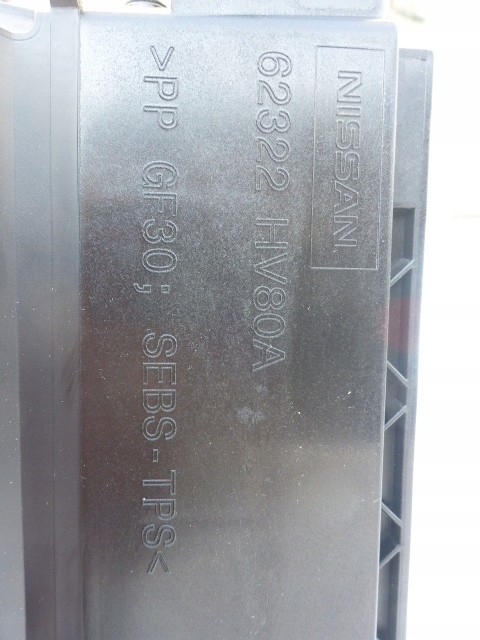 NISSAN
62322 HV80A
>PP GF30; SEBS-TPS<